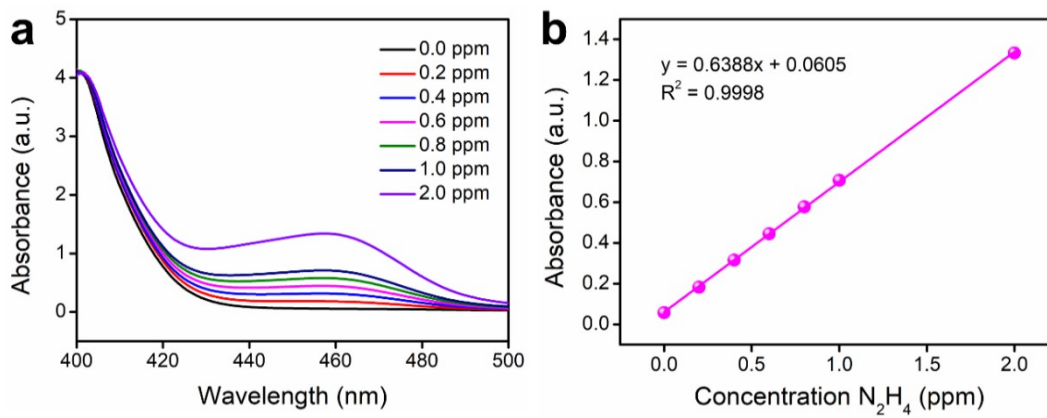 a
5
4
3
2
1
0
400
420
440
460
480
500
Absorbance (a.u.)
Wavelength (nm)
0.0 ppm
0.2 ppm
0.4 ppm
0.6 ppm
0.8 ppm
1.0 ppm
2.0 ppm
b
1.4
1.2
1.0
0.8
0.6
0.4
0.2
0.0
0.0
0.5
1.0
1.5
2.0
Absorbance (a.u.)
Concentration N₂H₄ (ppm)
y = 0.6388x + 0.0605
R² = 0.9998